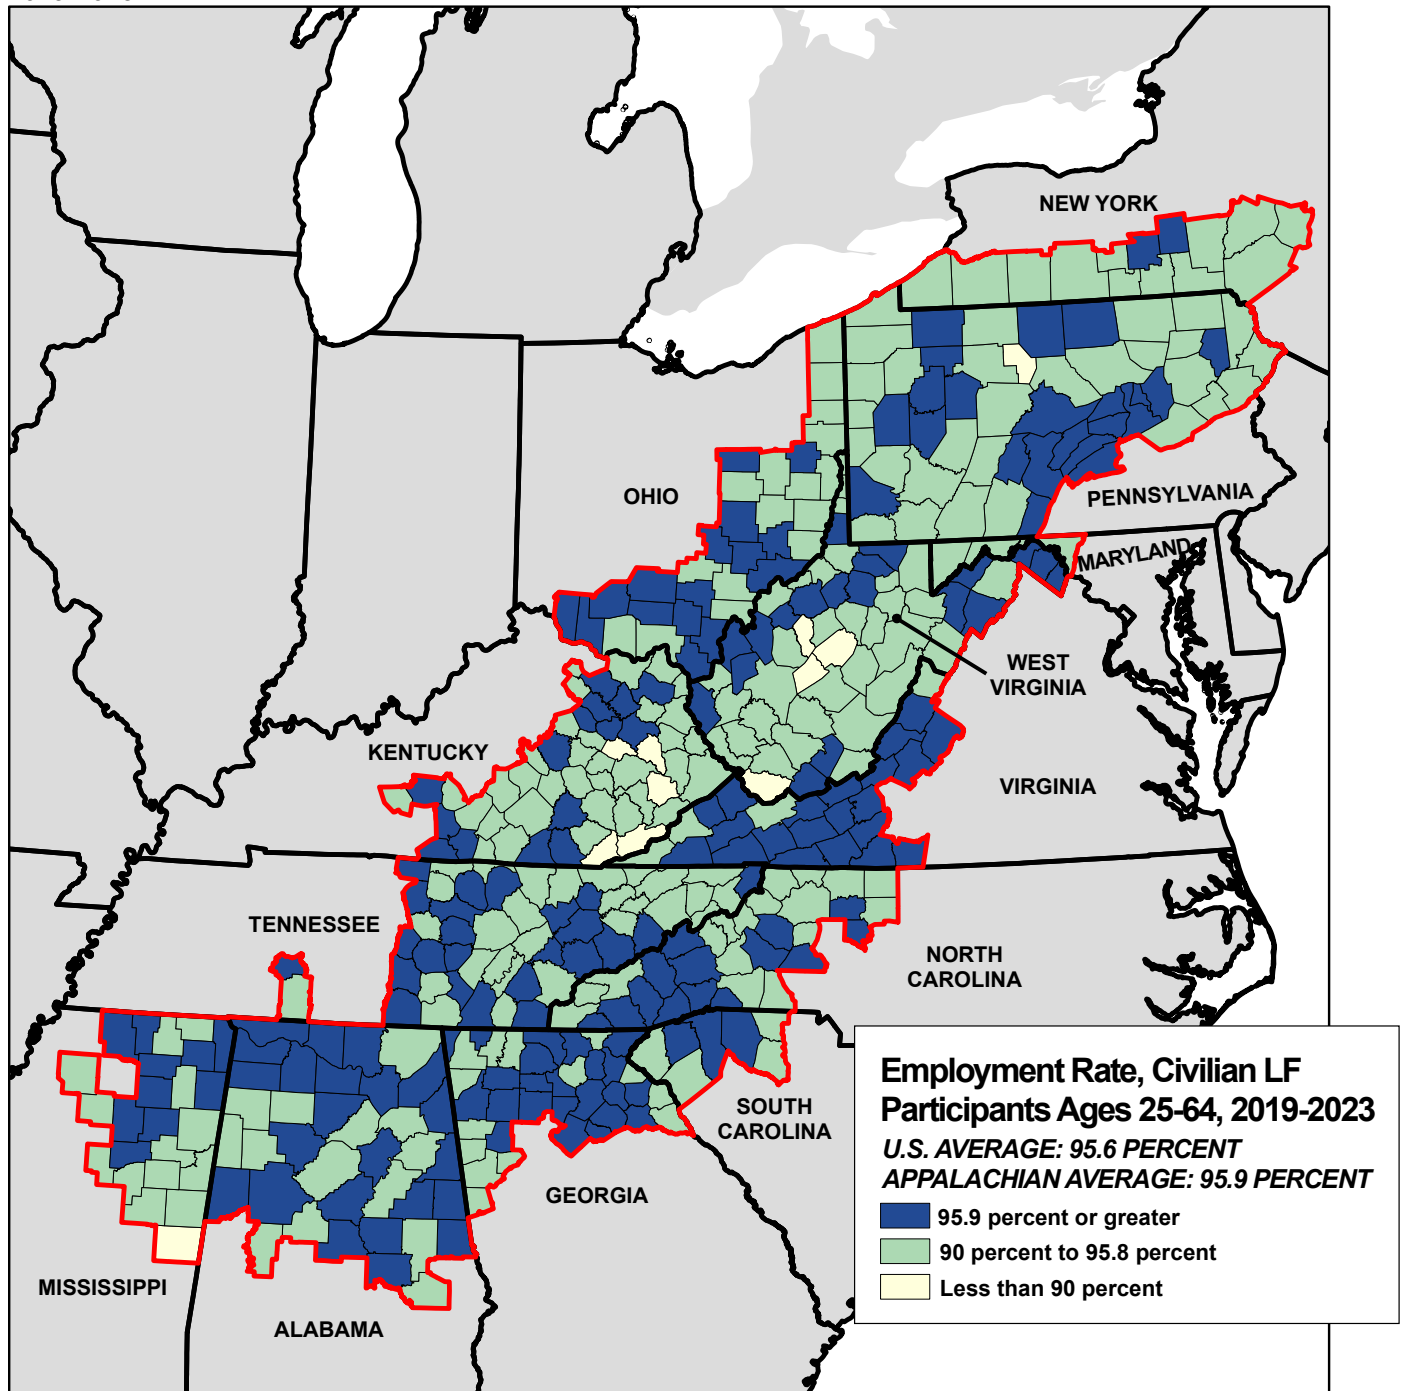 NEW YORK
PENNSYLVANIA
OHIO
MARYLAND
WEST
VIRGINIA
KENTUCKY
VIRGINIA
TENNESSEE
NORTH
CAROLINA
SOUTH
CAROLINA
GEORGIA
MISSISSIPPI
ALABAMA
Employment Rate, Civilian LF
Participants Ages 25-64, 2019-2023
U.S. AVERAGE: 95.6 PERCENT
APPALACHIAN AVERAGE: 95.9 PERCENT
95.9 percent or greater
90 percent to 95.8 percent
Less than 90 percent